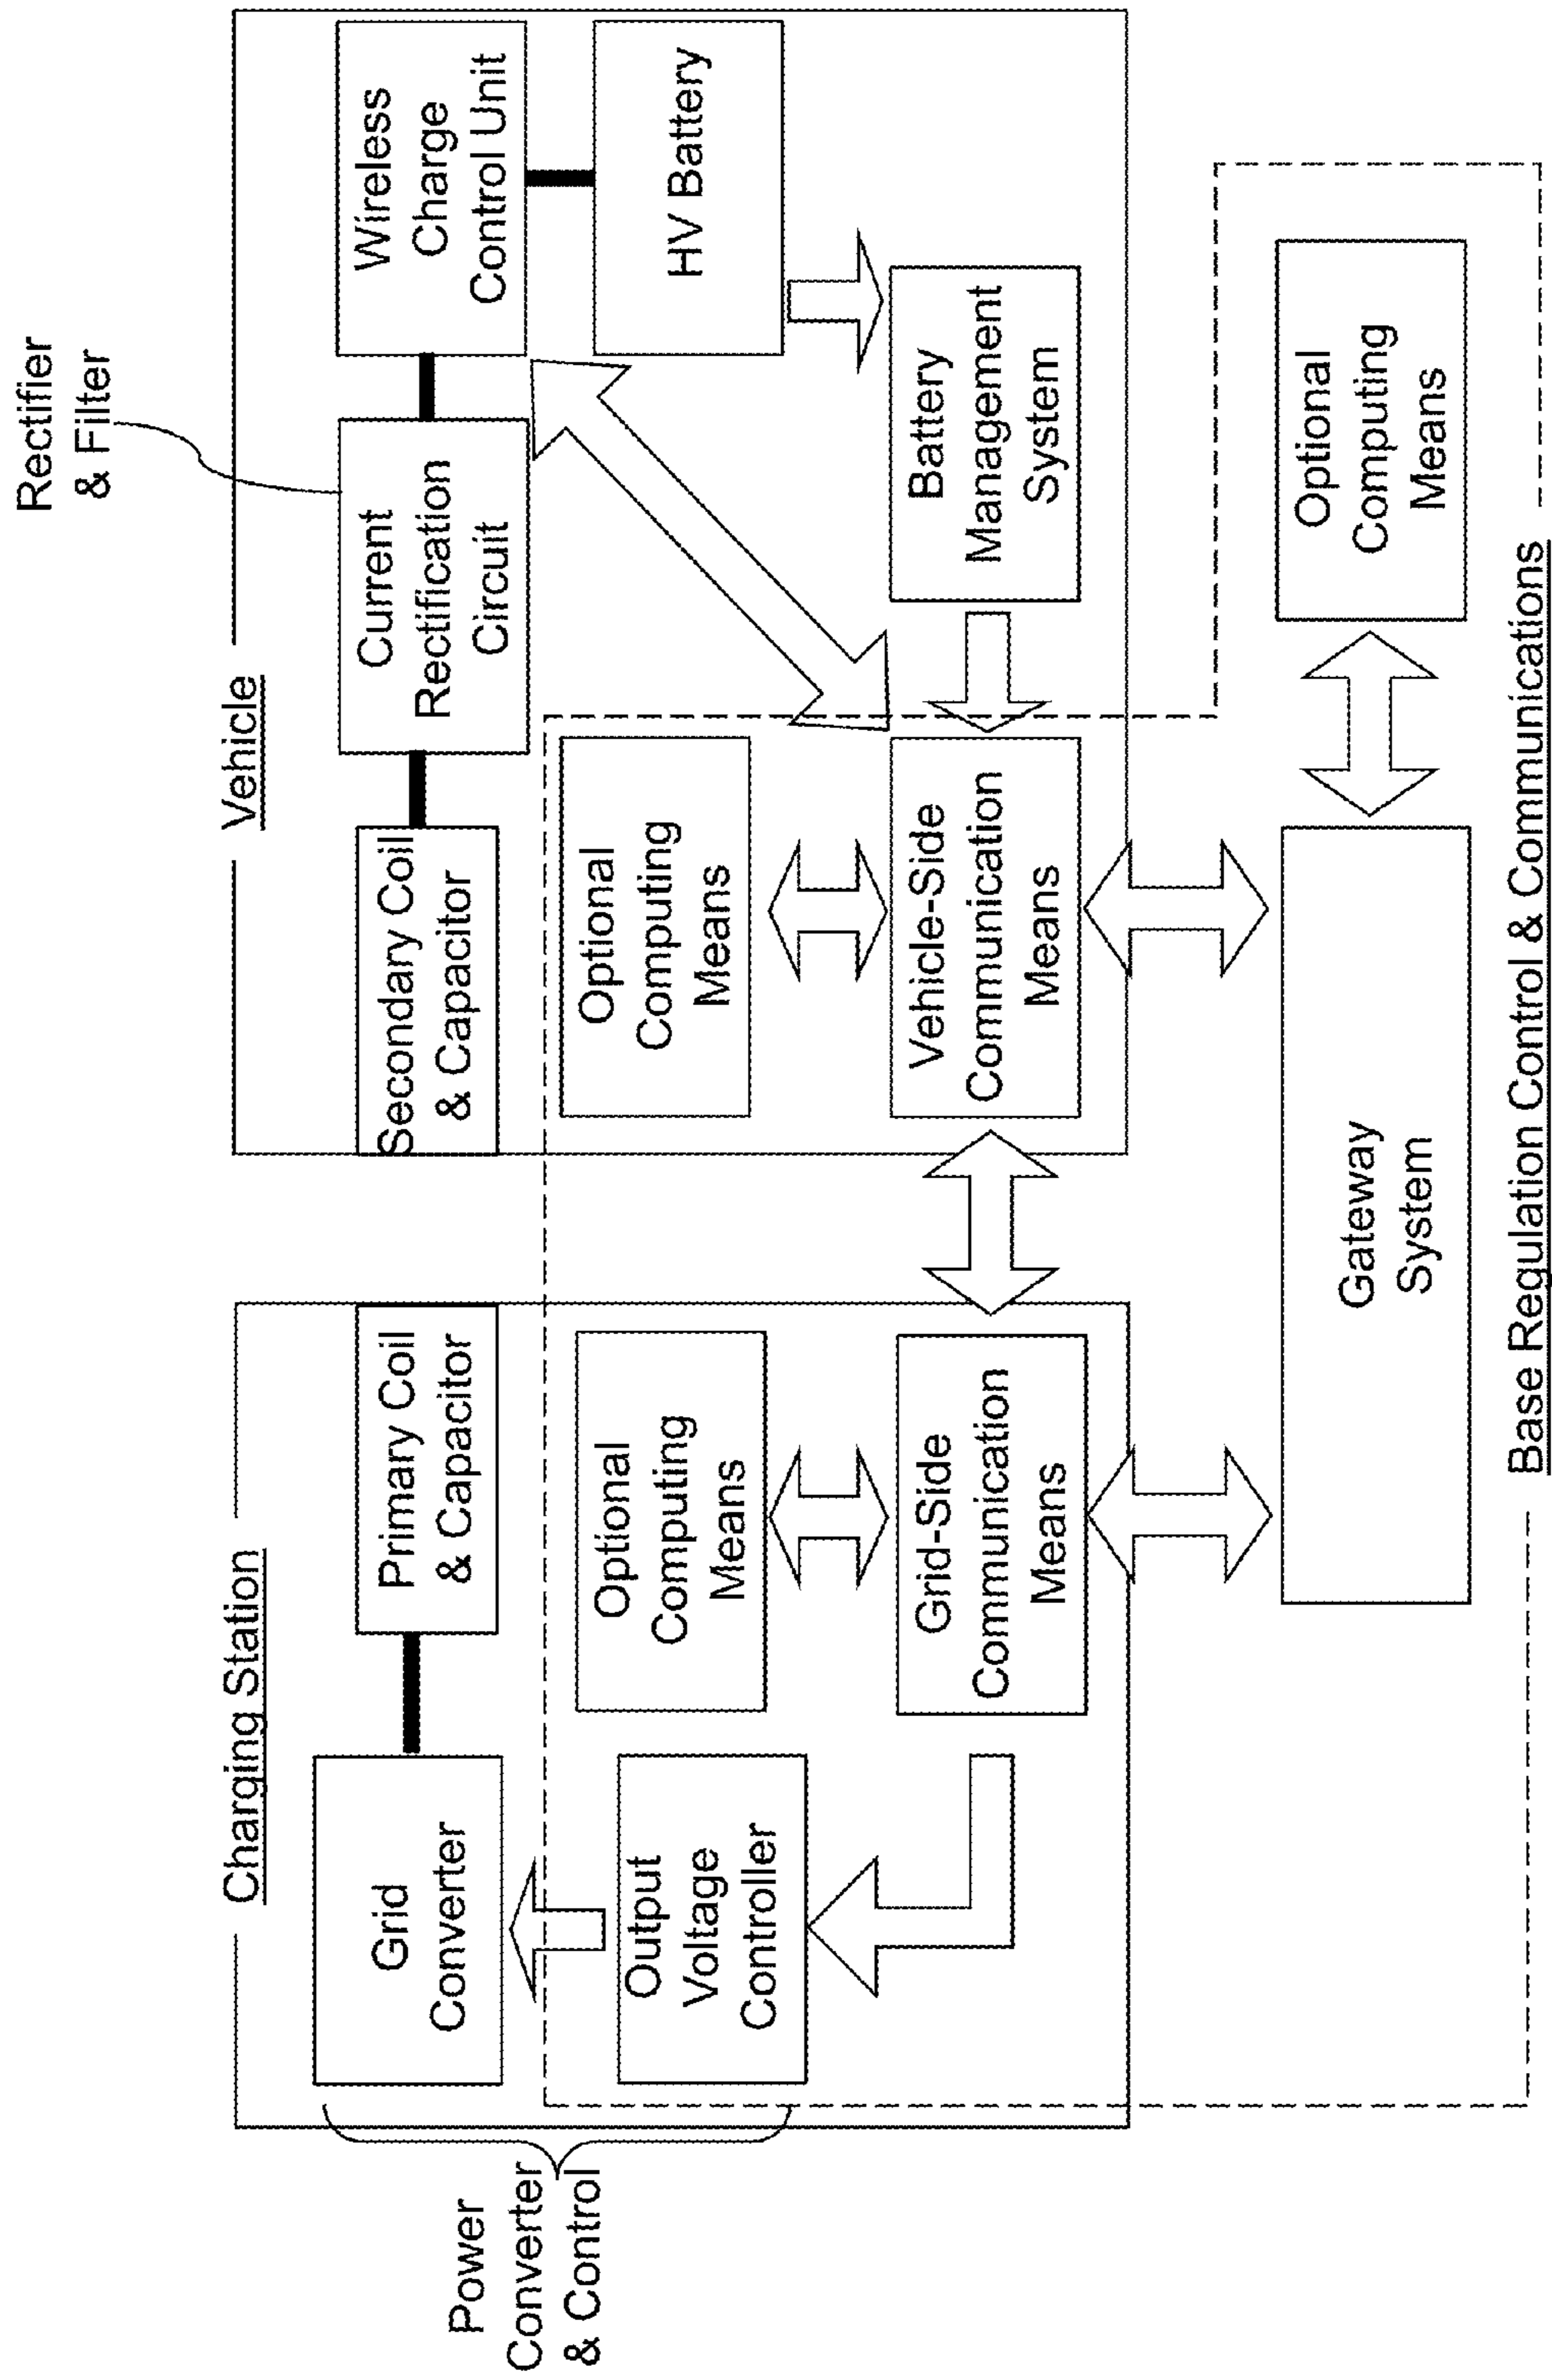 Charging Station
Vehicle
Rectifier
& Filter
Power
Converter
& Control
Grid
Converter
Primary Coil
& Capacitor
Secondary Coil
& Capacitor
Current
Rectification
Circuit
Wireless
Charge
Control Unit
Output
Voltage
Controller
Optional
Computing
Means
Optional
Computing
Means
HV Battery
Grid-Side
Communication
Means
Vehicle-Side
Communication
Means
Battery
Management
System
Gateway
System
Optional
Computing
Means
Base Regulation Control & Communications